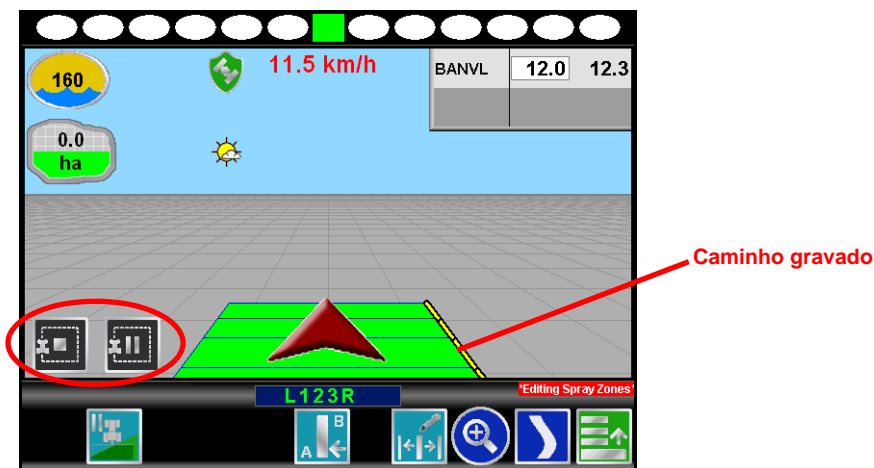 160
11.5 km/h
BANVL 12.0 12.3
0.0
ha
Caminho gravado
L123R
*Editing Spray Zones*
B
A